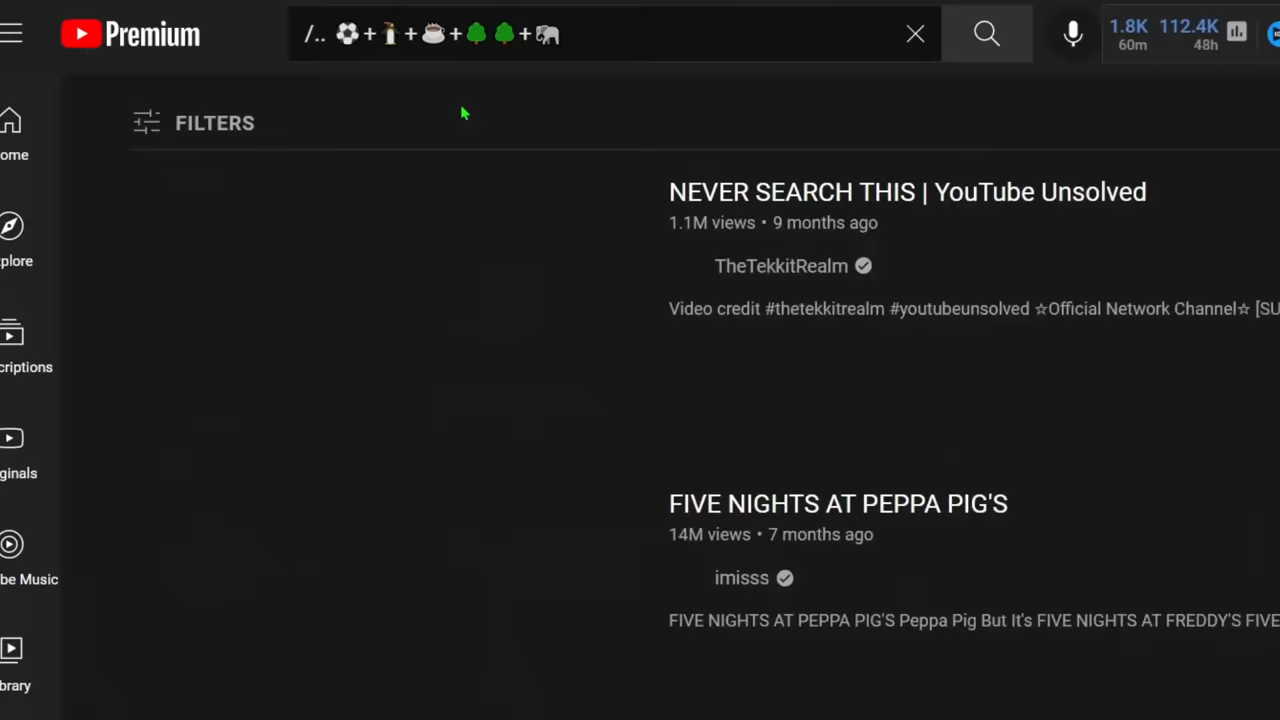 Premium
/.. ⚽+🐧+☕+🌳🌳+🐘
1.8K 112.4K
60m 48h
FILTERS
ome
plore
criptions
ginals
be Music
brary
NEVER SEARCH THIS | YouTube Unsolved
1.1M views • 9 months ago
TheTekkitRealm
Video credit #thetekkitrealm #youtubeunsolved ☆Official Network Channel☆ [SU
FIVE NIGHTS AT PEPPA PIG'S
14M views • 7 months ago
imisss
FIVE NIGHTS AT PEPPA PIG'S Peppa Pig But It's FIVE NIGHTS AT FREDDY'S FIVE